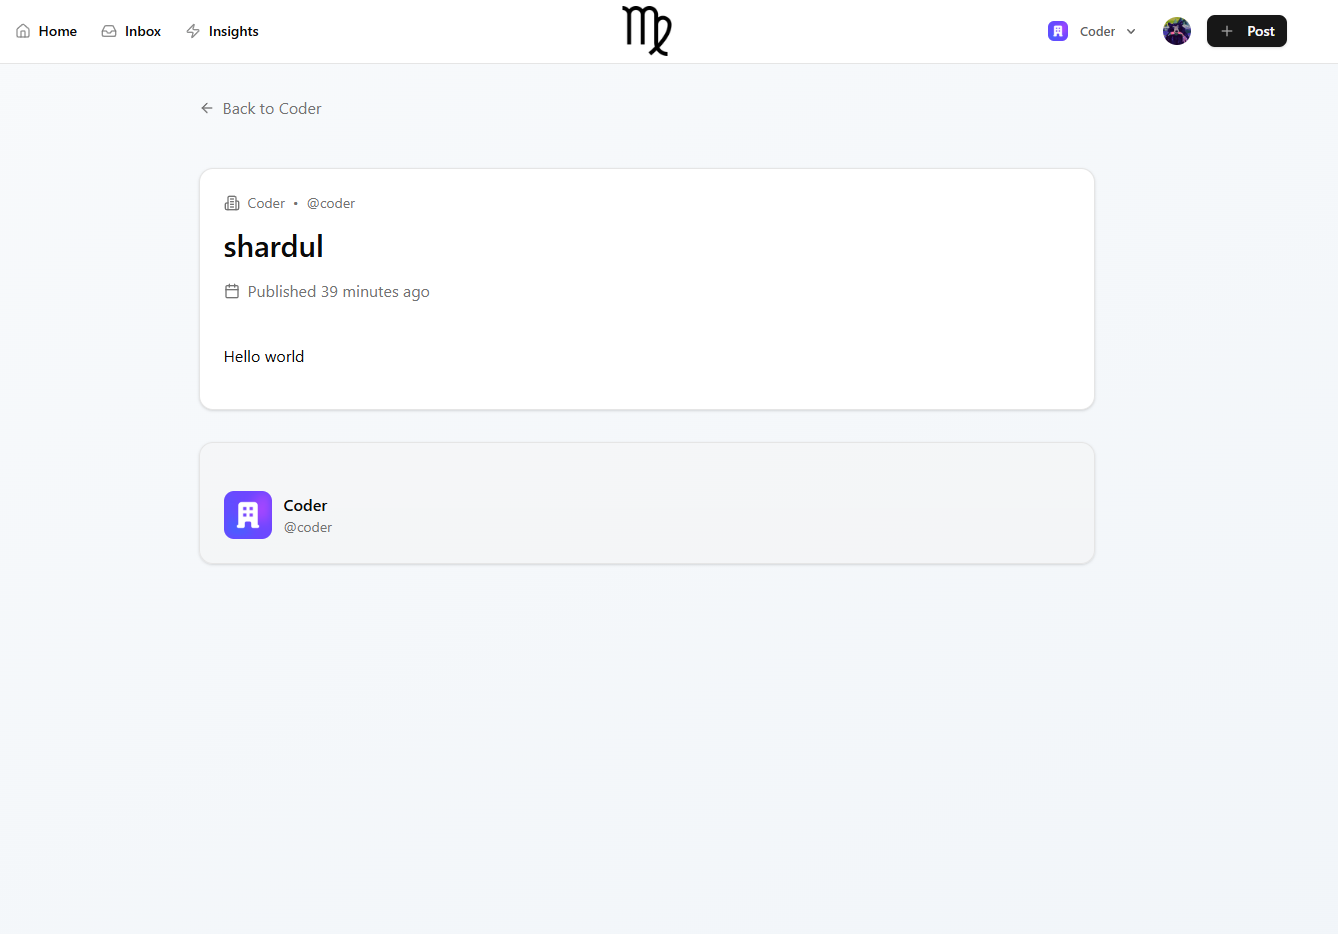 Home Inbox Insights Coder Post
Back to Coder
Coder • @coder
shardul
Published 39 minutes ago
Hello world
Coder
@coder